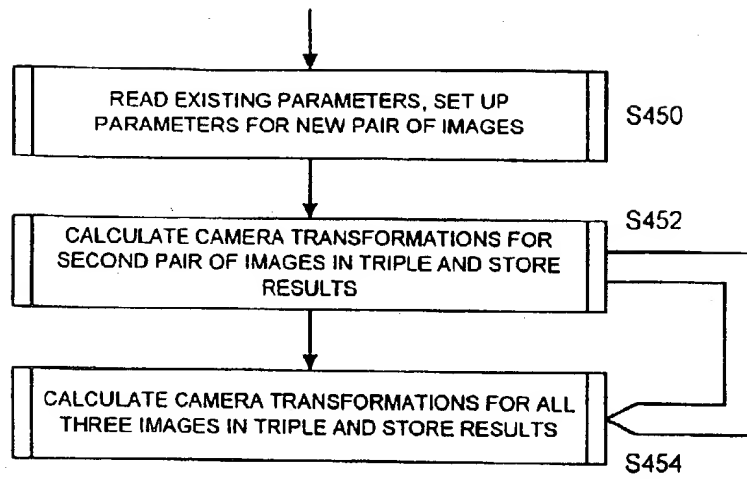 READ EXISTING PARAMETERS, SET UP
PARAMETERS FOR NEW PAIR OF IMAGES
S450
S452
CALCULATE CAMERA TRANSFORMATIONS FOR
SECOND PAIR OF IMAGES IN TRIPLE AND STORE
RESULTS
CALCULATE CAMERA TRANSFORMATIONS FOR ALL
THREE IMAGES IN TRIPLE AND STORE RESULTS
S454